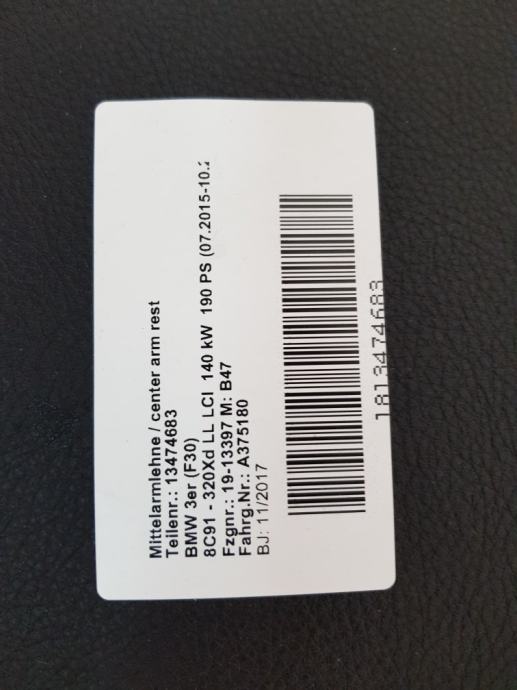 Mittelarmlehne / center arm rest
Teilenr.: 13474683
BMW 3er (F30)
8C91 - 320Xd LL LCI 140 kW 190 PS (07.2015-10.2
Fzgnr.: 19-13397 M: B47
Fahrg.Nr.: A375180
BJ: 11/2017
1813474683